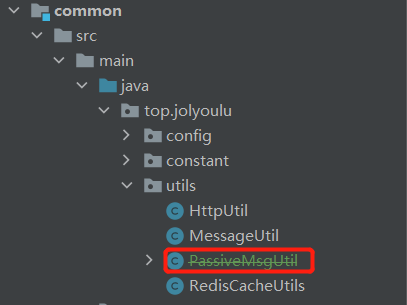 common
src
main
java
top.jolyoulu
config
constant
utils
HttpUtil
MessageUtil
PassiveMsgUtil
RedisCacheUtils